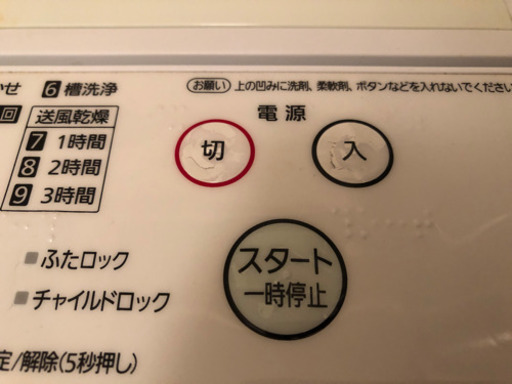 かせ 6 槽洗浄
お願い 上の凹みに洗剤、柔軟剤、ボタンなどを入れないでください
回 送風乾燥
電源
7 1時間
8 2時間
9 3時間
切
入
ふたロック
チャイルドロック
スタート
一時停止
定/解除(5秒押し)